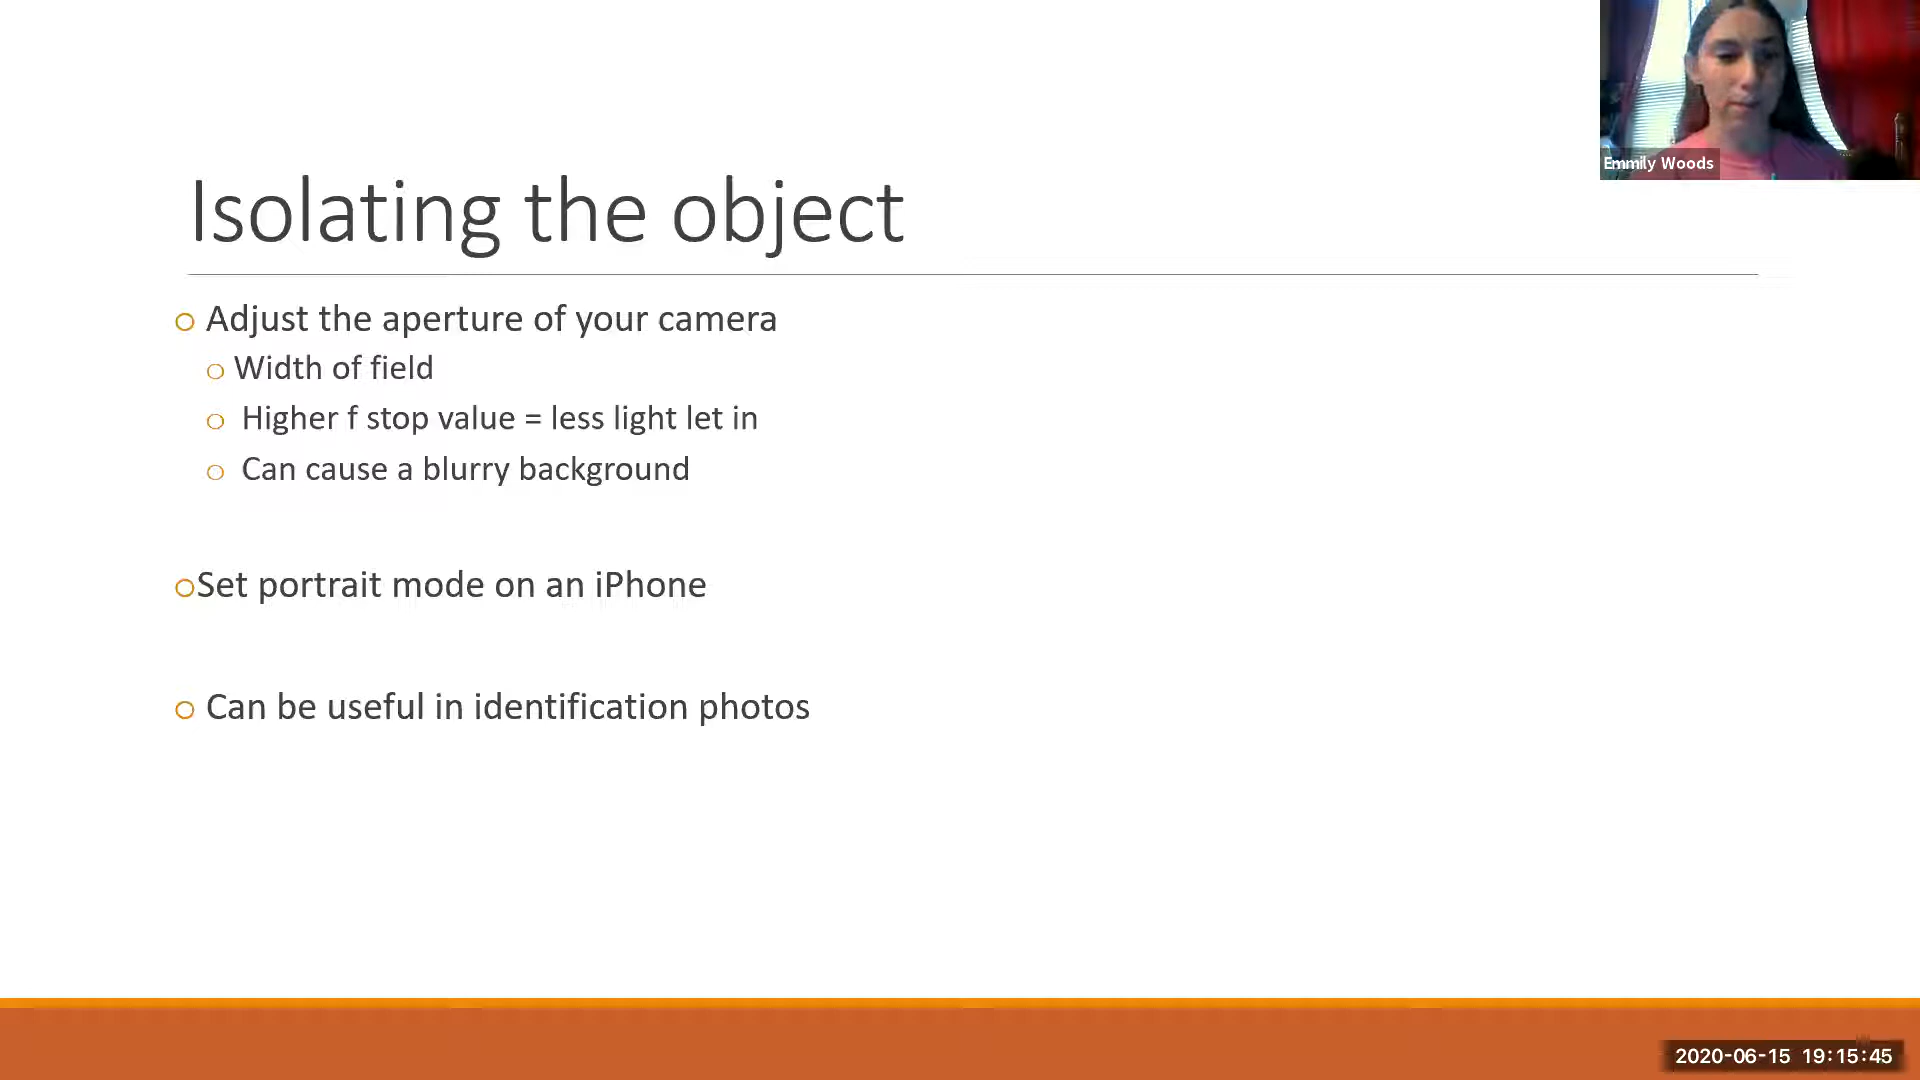 Emmily Woods
Isolating the object
Adjust the aperture of your camera
Width of field
Higher f stop value = less light let in
Can cause a blurry background
Set portrait mode on an iPhone
Can be useful in identification photos
2020-06-15 19:15:45